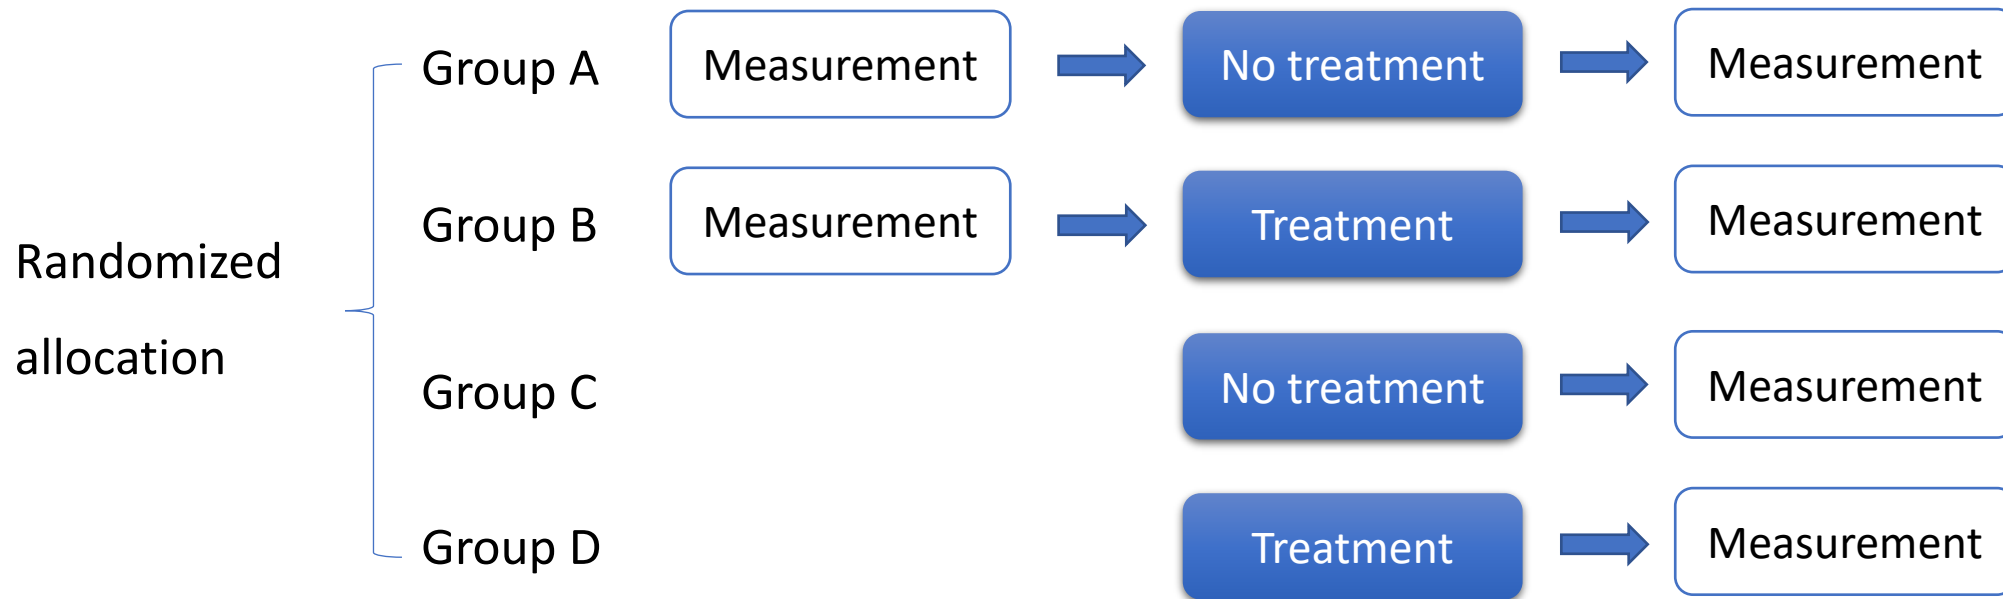 Group A Measurement No treatment Measurement
Group B Measurement Treatment Measurement
Randomized
allocation
Group C No treatment Measurement
Group D Treatment Measurement